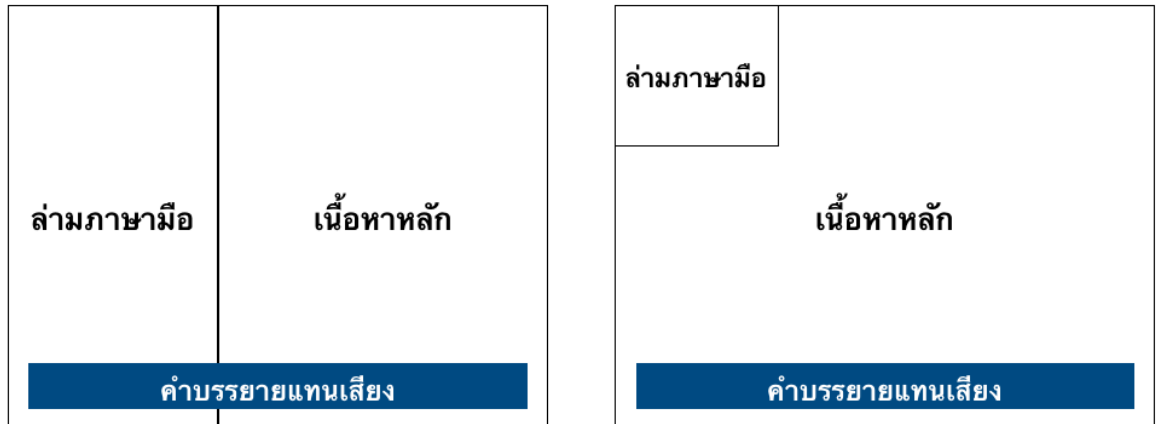 ล่ามภาษามือ
เนื้อหาหลัก
คำบรรยายแทนเสียง
ล่ามภาษามือ
เนื้อหาหลัก
คำบรรยายแทนเสียง